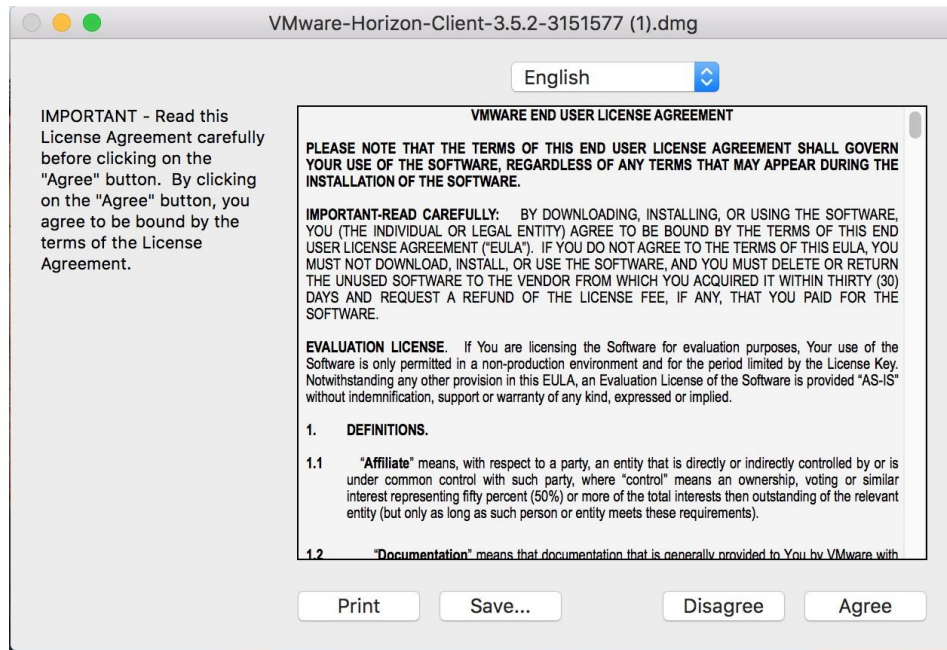 VMware-Horizon-Client-3.5.2-3151577 (1).dmg
English
IMPORTANT - Read this
License Agreement carefully
before clicking on the
"Agree" button.  By clicking
on the "Agree" button, you
agree to be bound by the
terms of the License
Agreement.
VMWARE END USER LICENSE AGREEMENT
PLEASE NOTE THAT THE TERMS OF THIS END USER LICENSE AGREEMENT SHALL GOVERN
YOUR USE OF THE SOFTWARE, REGARDLESS OF ANY TERMS THAT MAY APPEAR DURING THE
INSTALLATION OF THE SOFTWARE.
IMPORTANT-READ CAREFULLY: BY DOWNLOADING, INSTALLING, OR USING THE SOFTWARE,
YOU (THE INDIVIDUAL OR LEGAL ENTITY) AGREE TO BE BOUND BY THE TERMS OF THIS END
USER LICENSE AGREEMENT (“EULA”). IF YOU DO NOT AGREE TO THE TERMS OF THIS EULA, YOU
MUST NOT DOWNLOAD, INSTALL, OR USE THE SOFTWARE, AND YOU MUST DELETE OR RETURN
THE UNUSED SOFTWARE TO THE VENDOR FROM WHICH YOU ACQUIRED IT WITHIN THIRTY (30)
DAYS AND REQUEST A REFUND OF THE LICENSE FEE, IF ANY, THAT YOU PAID FOR THE
SOFTWARE.
EVALUATION LICENSE. If You are licensing the Software for evaluation purposes, Your use of the
Software is only permitted in a non-production environment and for the period limited by the License Key.
Notwithstanding any other provision in this EULA, an Evaluation License of the Software is provided “AS-IS”
without indemnification, support or warranty of any kind, expressed or implied.
1. DEFINITIONS.
1.1 “Affiliate” means, with respect to a party, an entity that is directly or indirectly controlled by or is
under common control with such party, where “control” means an ownership, voting or similar
interest representing fifty percent (50%) or more of the total interests then outstanding of the relevant
entity (but only as long as such person or entity meets these requirements).
1.2 “Documentation” means that documentation that is generally provided to You by VMware with
Print
Save...
Disagree
Agree